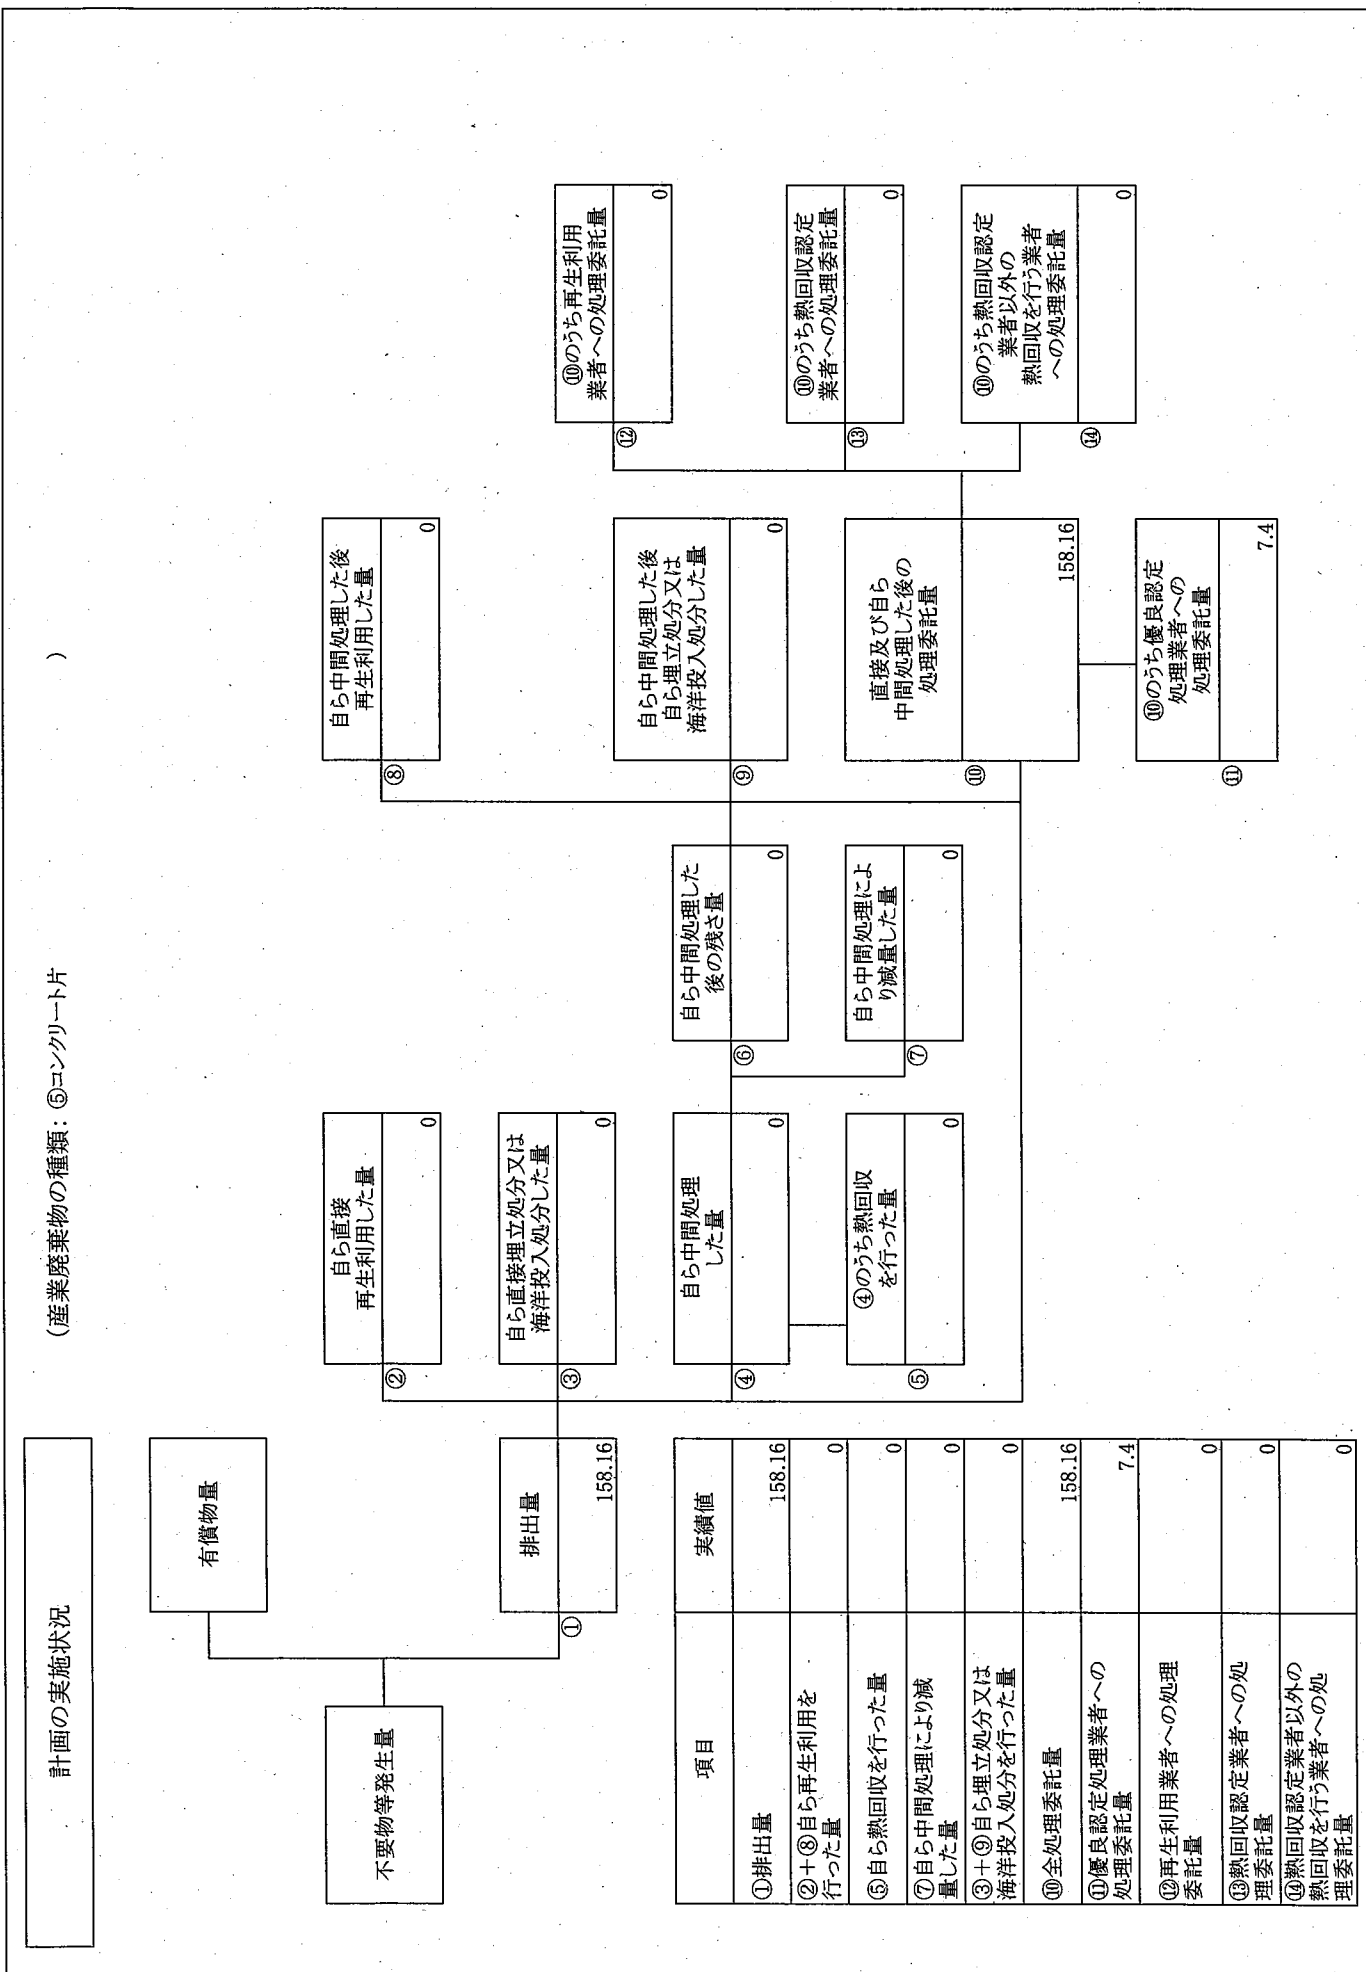 計画の実施状況
(産業廃棄物の種類: ⑤コンクリート片
)
不要物等発生量
有償物量
①
排出量
158.16
②
自ら直接
再生利用した量
0
③
自ら直接埋立処分又は
海洋投入処分した量
0
④
自ら中間処理
した量
0
⑤
④のうち熱回収
を行った量
0
⑥
自ら中間処理した
後の残さ量
0
⑦
自ら中間処理によ
り減量した量
0
⑧
自ら中間処理した後
再生利用した量
0
⑨
自ら中間処理した後
自ら埋立処分又は
海洋投入処分した量
0
⑩
直接及び自ら
中間処理した後の
処理委託量
158.16
⑪
⑩のうち優良認定
処理業者への
処理委託量
7.4
⑫
⑩のうち再生利用
業者への処理委託量
0
⑬
⑩のうち熱回収認定
業者への処理委託量
0
⑭
⑩のうち熱回収認定
業者以外の
熱回収を行う業者
への処理委託量
0
項目 実績値
①排出量 158.16
②+⑧自ら再生利用を
行った量 0
⑤自ら熱回収を行った量 0
⑦自ら中間処理により減
量した量 0
③+⑨自ら埋立処分又は
海洋投入処分を行った量 0
⑩全処理委託量 158.16
⑪優良認定処理業者への
処理委託量 7.4
⑫再生利用業者への処理
委託量 0
⑬熱回収認定業者への処
理委託量 0
⑭熱回収認定業者以外の
熱回収を行う業者への処
理委託量 0